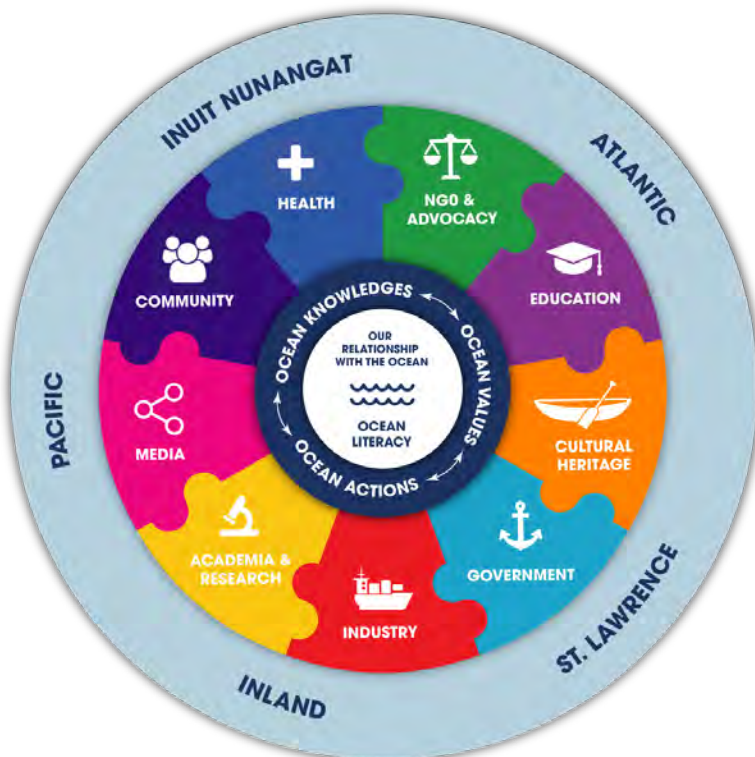 INUIT NUNANGAT
ATLANTIC
ST. LAWRENCE
INLAND
PACIFIC
HEALTH
NG0 &
ADVOCACY
EDUCATION
CULTURAL
HERITAGE
GOVERNMENT
INDUSTRY
ACADEMIA &
RESEARCH
MEDIA
COMMUNITY
OCEAN KNOWLEDGES
OCEAN VALUES
OCEAN ACTIONS
OUR
RELATIONSHIP
WITH THE OCEAN
OCEAN
LITERACY